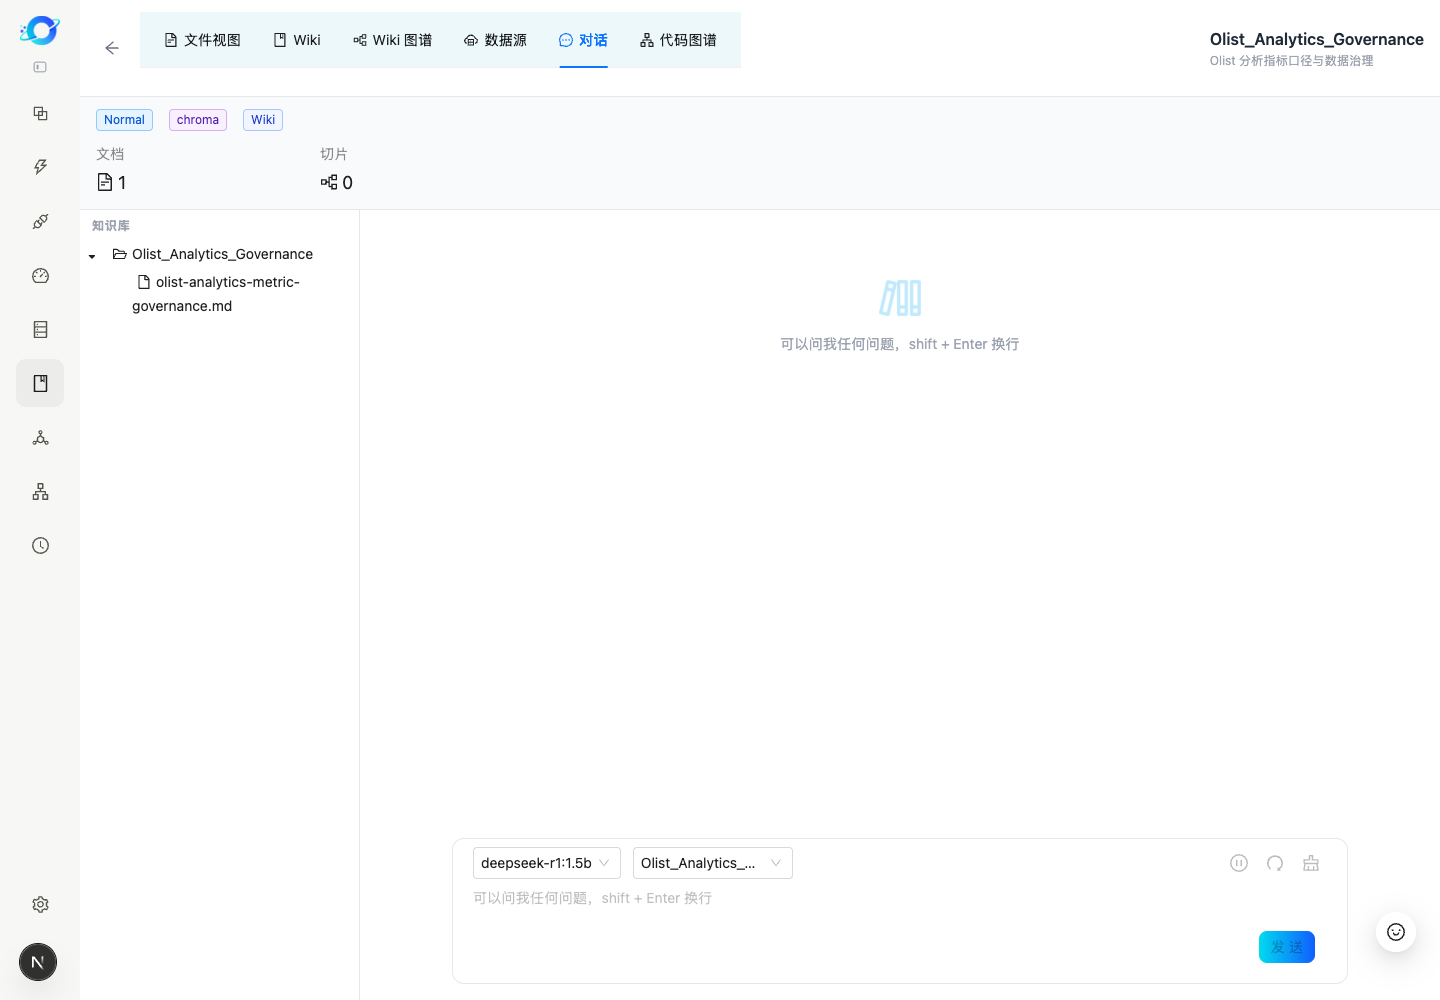 文件视图 Wiki Wiki 图谱 数据源 对话 代码图谱
Olist_Analytics_Governance
Olist 分析指标口径与数据治理
Normal chroma Wiki
文档 切片
1 0
知识库
Olist_Analytics_Governance
olist-analytics-metric-
governance.md
可以问我任何问题，shift + Enter 换行
deepseek-r1:1.5b Olist_Analytics_...
可以问我任何问题，shift + Enter 换行
发 送
N